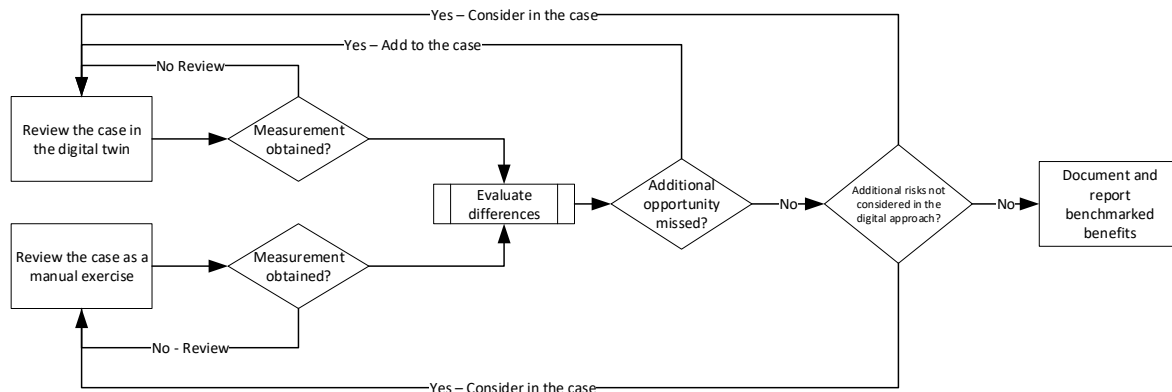 Yes – Consider in the case
Yes – Add to the case
No Review
Review the case in
the digital twin
Measurement
obtained?
Evaluate
differences
Additional
opportunity
missed?
No
Additional risks not
considered in the
digital approach?
No
Document and
report
benchmarked
benefits
Review the case as a
manual exercise
Measurement
obtained?
No - Review
Yes – Consider in the case